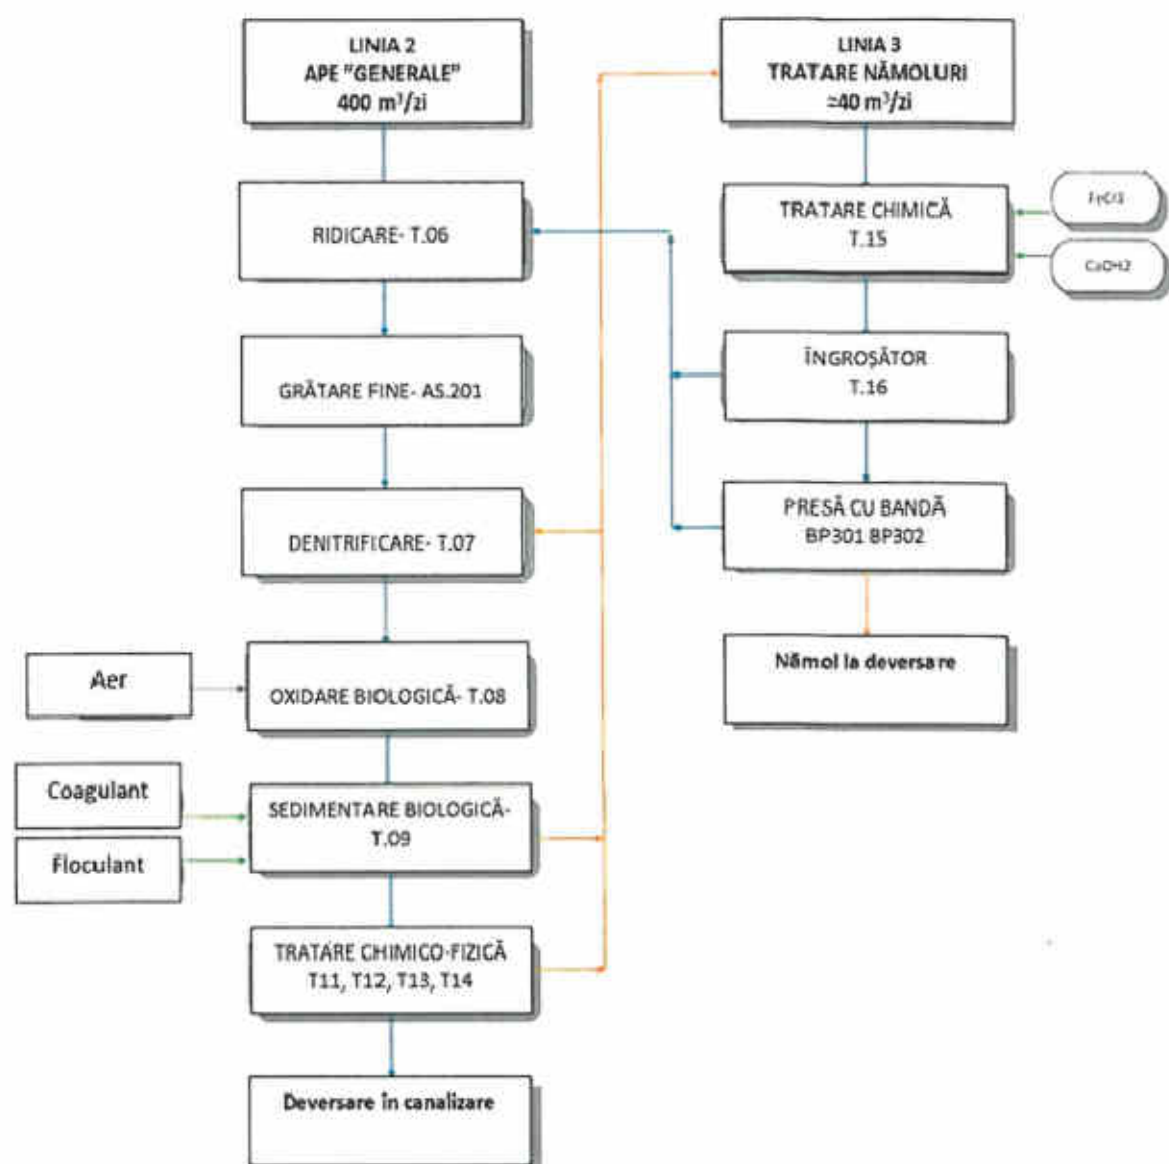 LINIA 2
APE "GENERALE"
400 m³/zi
RIDICARE- T.06
GRĂTARE FINE- AS.201
DENITRIFICARE- T.07
Aer
OXIDARE BIOLOGICĂ- T.08
Coagulant
Floculant
SEDIMENTARE BIOLOGICĂ-
T.09
TRATARE CHIMICO-FIZICĂ
T11, T12, T13, T14
Deversare în canalizare
LINIA 3
TRATARE NĂMOLURI
≃40 m³/zi
TRATARE CHIMICĂ
T.15
FeCl3
CaOH2
ÎNGROȘĂTOR
T.16
PRESĂ CU BANDĂ
BP301 BP302
Nămol la deversare